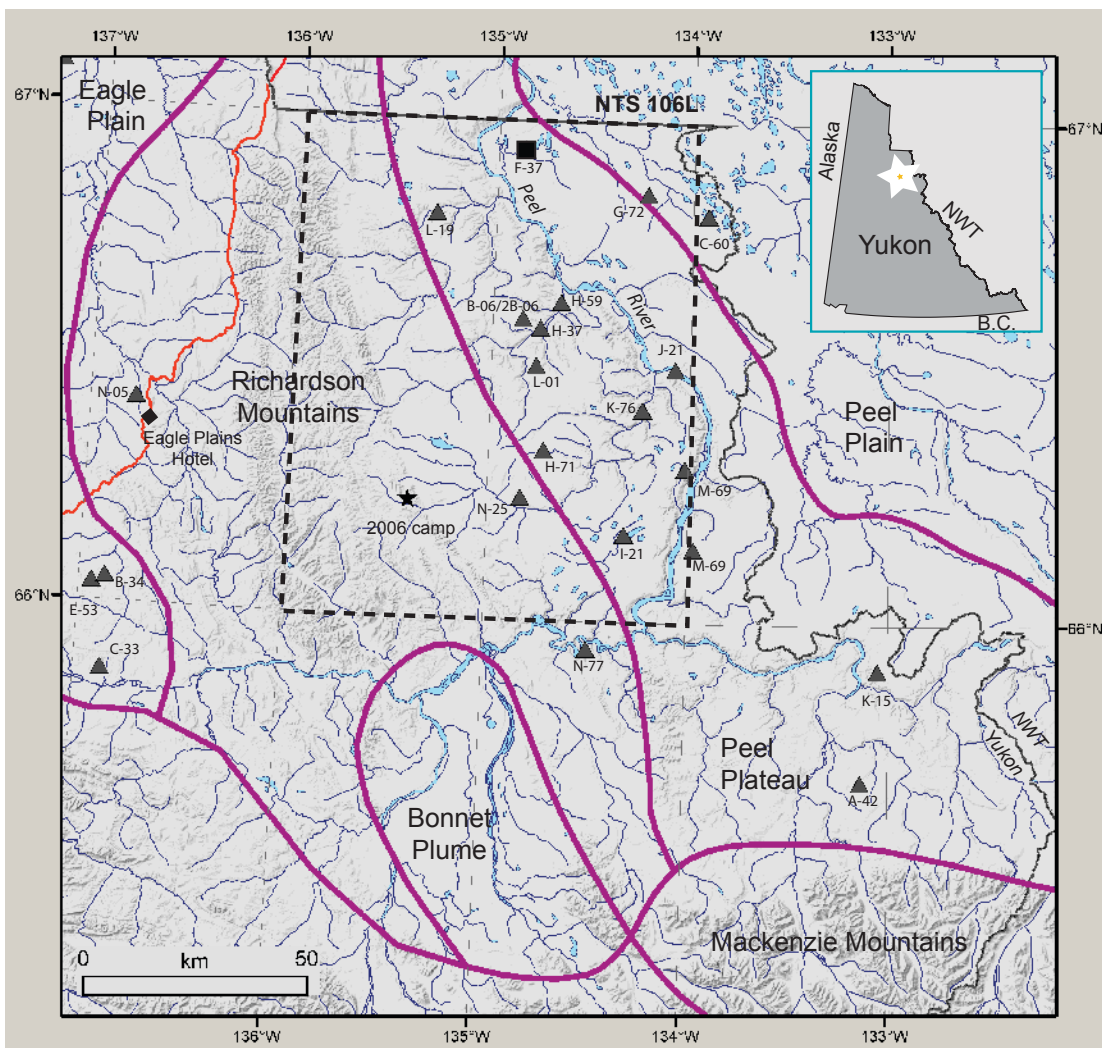 137°W
136°W
135°W
134°W
133°W
67°N
67°N
Eagle
Plain
NTS 106L
F-37
Peel
L-19
G-72
C-60
Alaska
NWT
Yukon
B.C.
B-06/2B-06
H-59
H-37
River
J-21
L-01
Richardson
Mountains
N-05
K-76
Eagle Plains
Hotel
Peel
Plain
H-71
M-69
N-25
2006 camp
I-21
M-69
B-34
E-53
66°N
66°N
C-33
N-77
K-15
NWT
Yukon
Peel
Plateau
A-42
Bonnet
Plume
Mackenzie Mountains
0
km
50
136°W
135°W
134°W
133°W